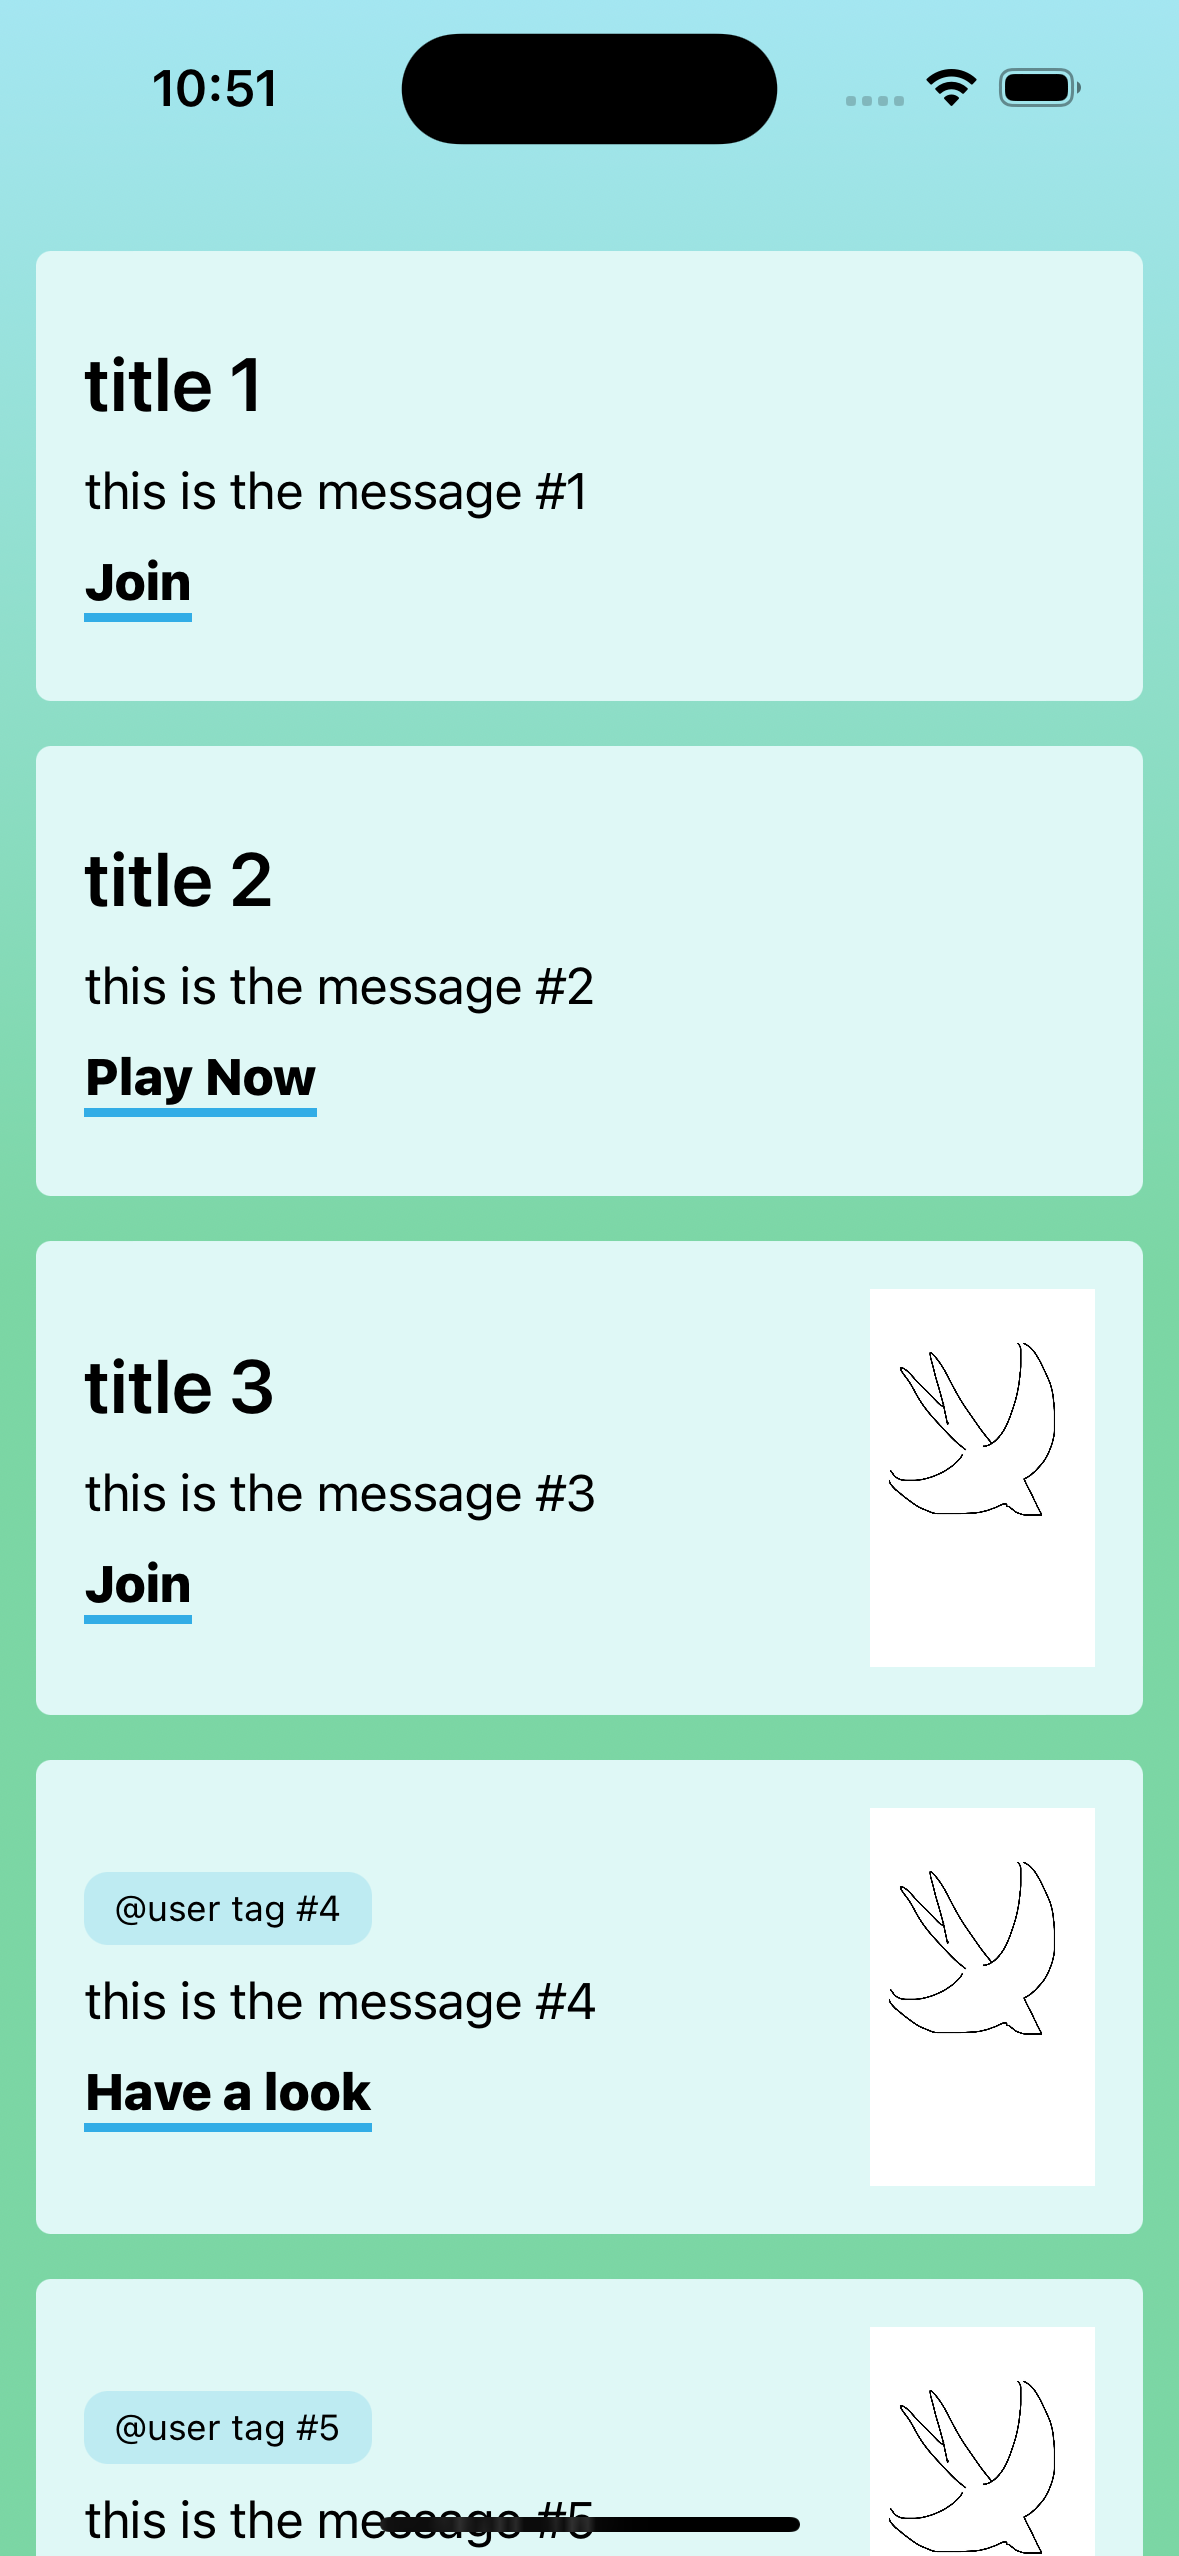 10:51
title 1
this is the message #1
Join
title 2
this is the message #2
Play Now
title 3
this is the message #3
Join
@user tag #4
this is the message #4
Have a look
@user tag #5
this is the message #5